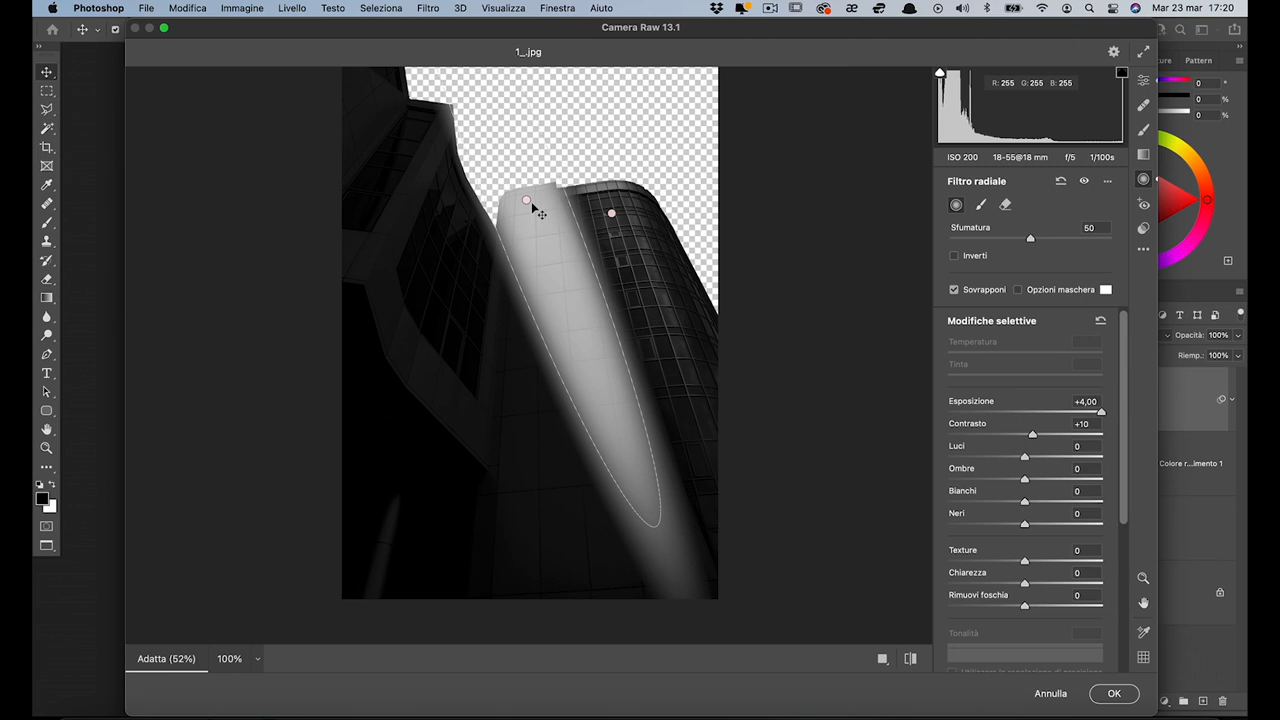 Photoshop File Modifica Immagine Livello Testo Selezione Filtro 3D Visualizza Finestra Aiuto Mar 23 mar 17:20
Camera Raw 13.1
1_.jpg
Pattern
R: 255 G: 255 B: 255
0 °
0 %
0 %
ISO 200 18-55@18 mm f/5 1/100s
Filtro radiale
Sfumatura 50
Inverti
Sovrapponi Opzioni maschera
Modifiche selettive
Temperatura
Tinta
Opacità: 100%
Riemp.: 100%
Esposizione +4,00
Contrasto +10
Luci 0
Ombre 0
Colore r...imento 1
Bianchi 0
Neri 0
Texture 0
Chiarezza 0
Rimuovi foschia 0
Tonalità
Adatta (52%) 100%
Annulla OK